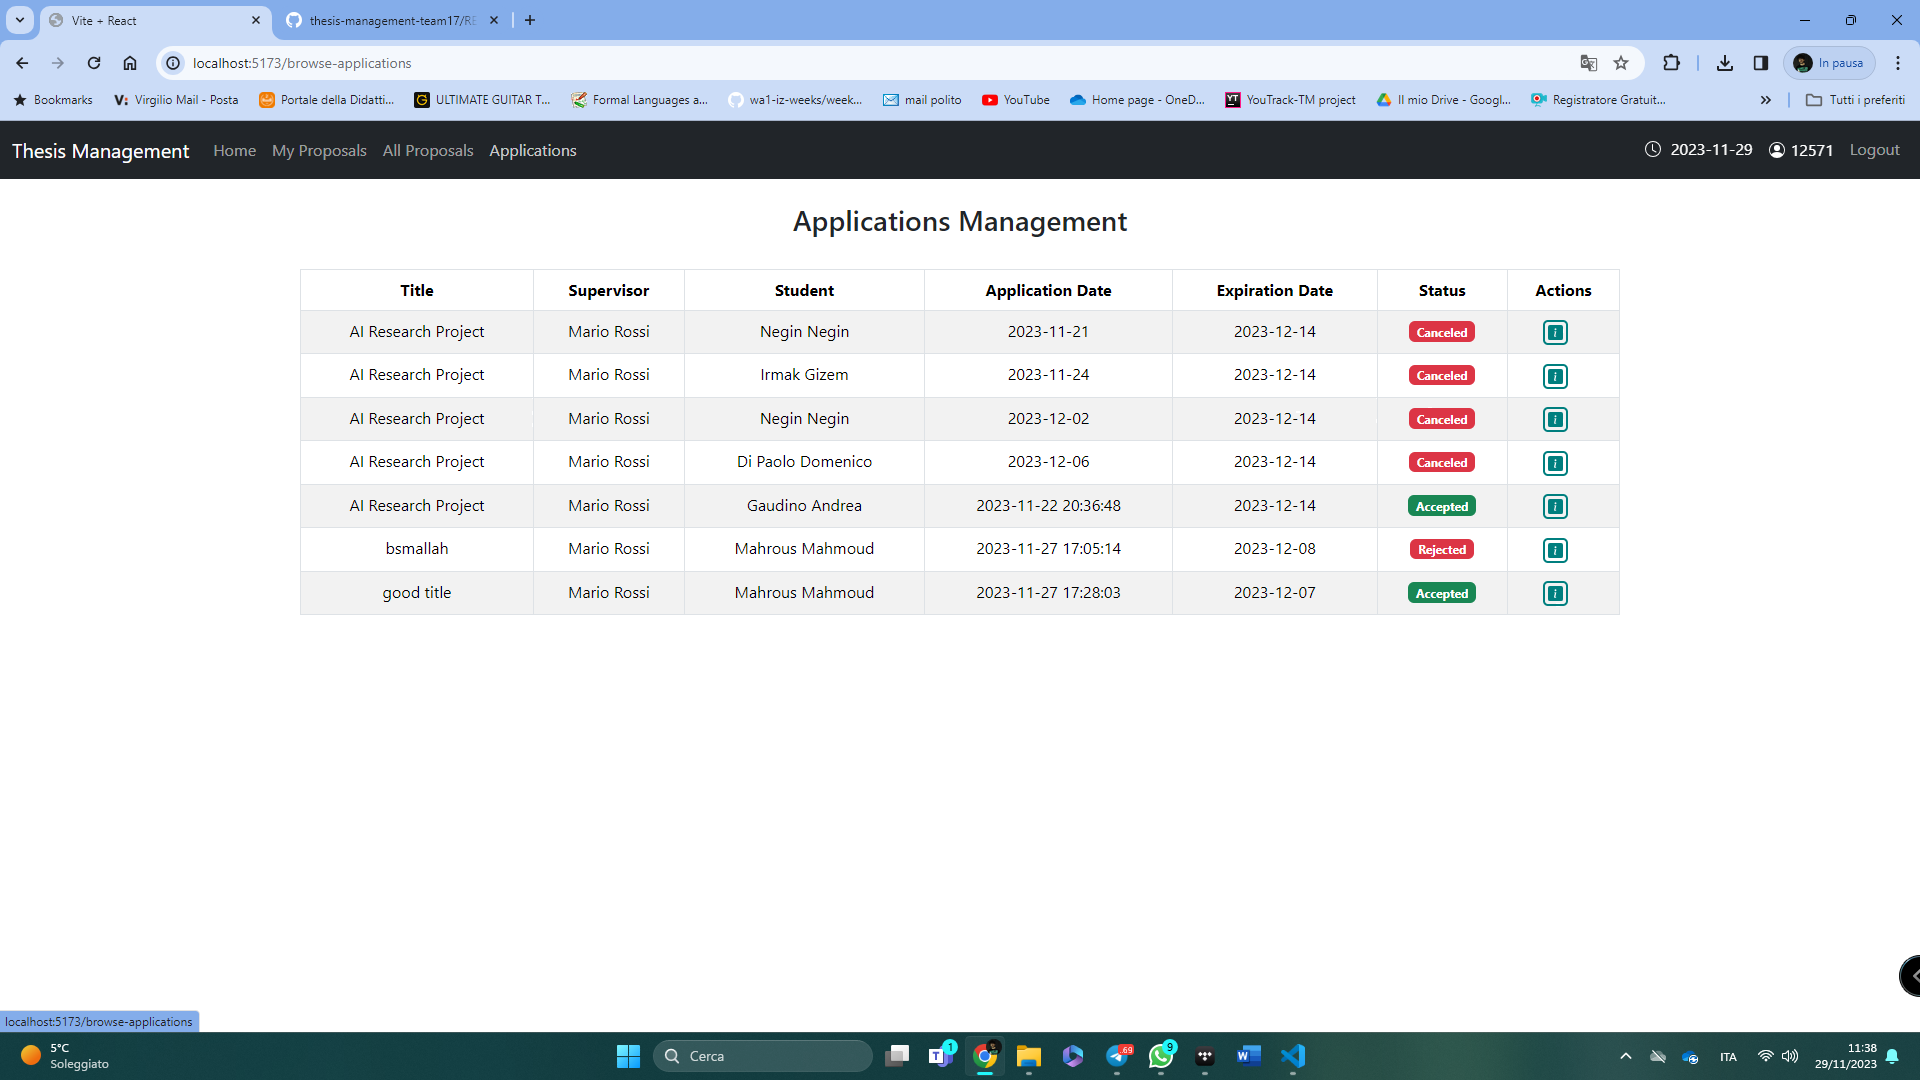 Vite + React
thesis-management-team17/RE
localhost:5173/browse-applications
In pausa
Bookmarks
Virgilio Mail - Posta
Portale della Didatti...
ULTIMATE GUITAR T...
Formal Languages a...
wa1-iz-weeks/week...
mail polito
YouTube
Home page - OneD...
YouTrack-TM project
Il mio Drive - Googl...
Registratore Gratuit...
Tutti i preferiti
Thesis Management Home My Proposals All Proposals Applications 2023-11-29 12571 Logout
Applications Management
Title Supervisor Student Application Date Expiration Date Status Actions
AI Research Project Mario Rossi Negin Negin 2023-11-21 2023-12-14 Canceled i
AI Research Project Mario Rossi Irmak Gizem 2023-11-24 2023-12-14 Canceled i
AI Research Project Mario Rossi Negin Negin 2023-12-02 2023-12-14 Canceled i
AI Research Project Mario Rossi Di Paolo Domenico 2023-12-06 2023-12-14 Canceled i
AI Research Project Mario Rossi Gaudino Andrea 2023-11-22 20:36:48 2023-12-14 Accepted i
bsmallah Mario Rossi Mahrous Mahmoud 2023-11-27 17:05:14 2023-12-08 Rejected i
good title Mario Rossi Mahrous Mahmoud 2023-11-27 17:28:03 2023-12-07 Accepted i
localhost:5173/browse-applications
5°C
Soleggiato
Cerca
1
69
9
ITA
11:38
29/11/2023